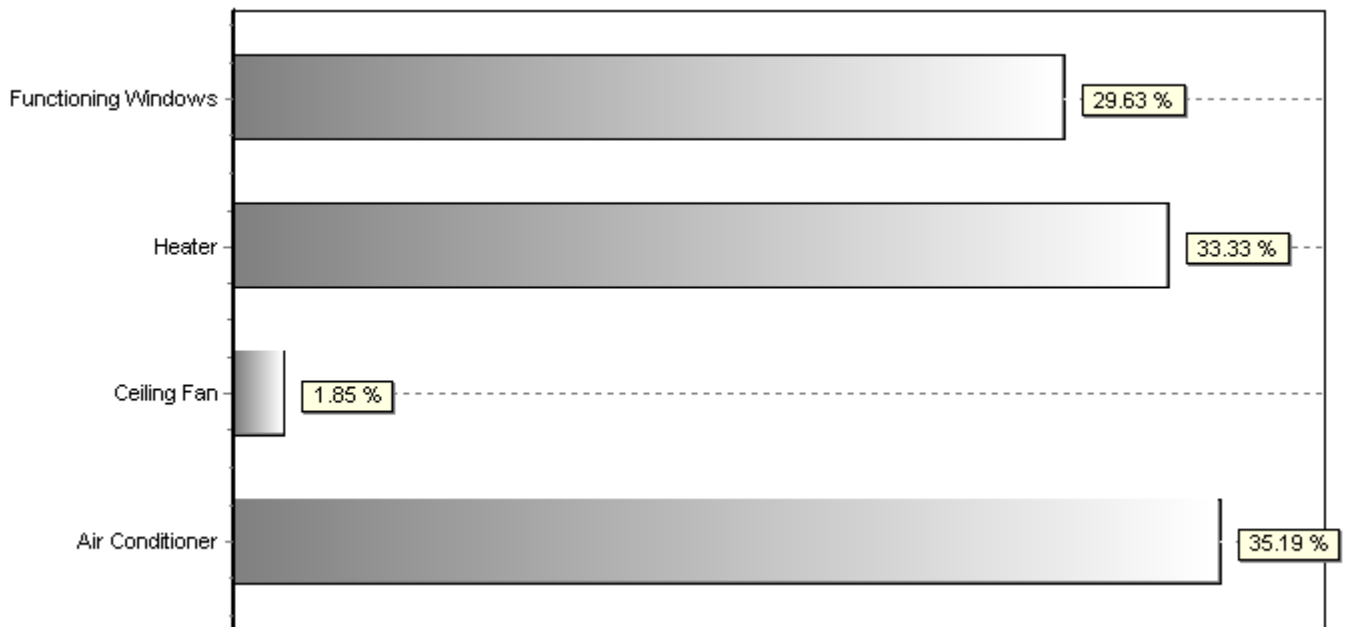 Functioning Windows 29.63 %
Heater 33.33 %
Ceiling Fan 1.85 %
Air Conditioner 35.19 %